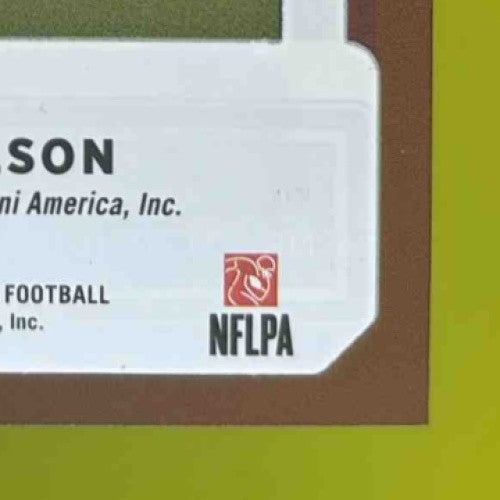 SON
ni America, Inc.
FOOTBALL
, Inc.
NFLPA